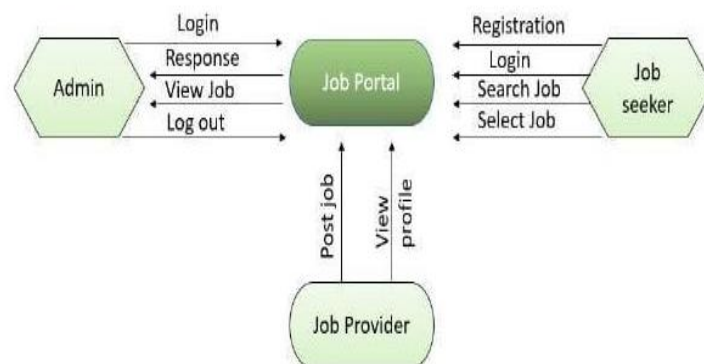 Login
Response
View Job
Log out
Admin
Job Portal
Registration
Login
Search Job
Select Job
Job
seeker
Post job
View
profile
Job Provider